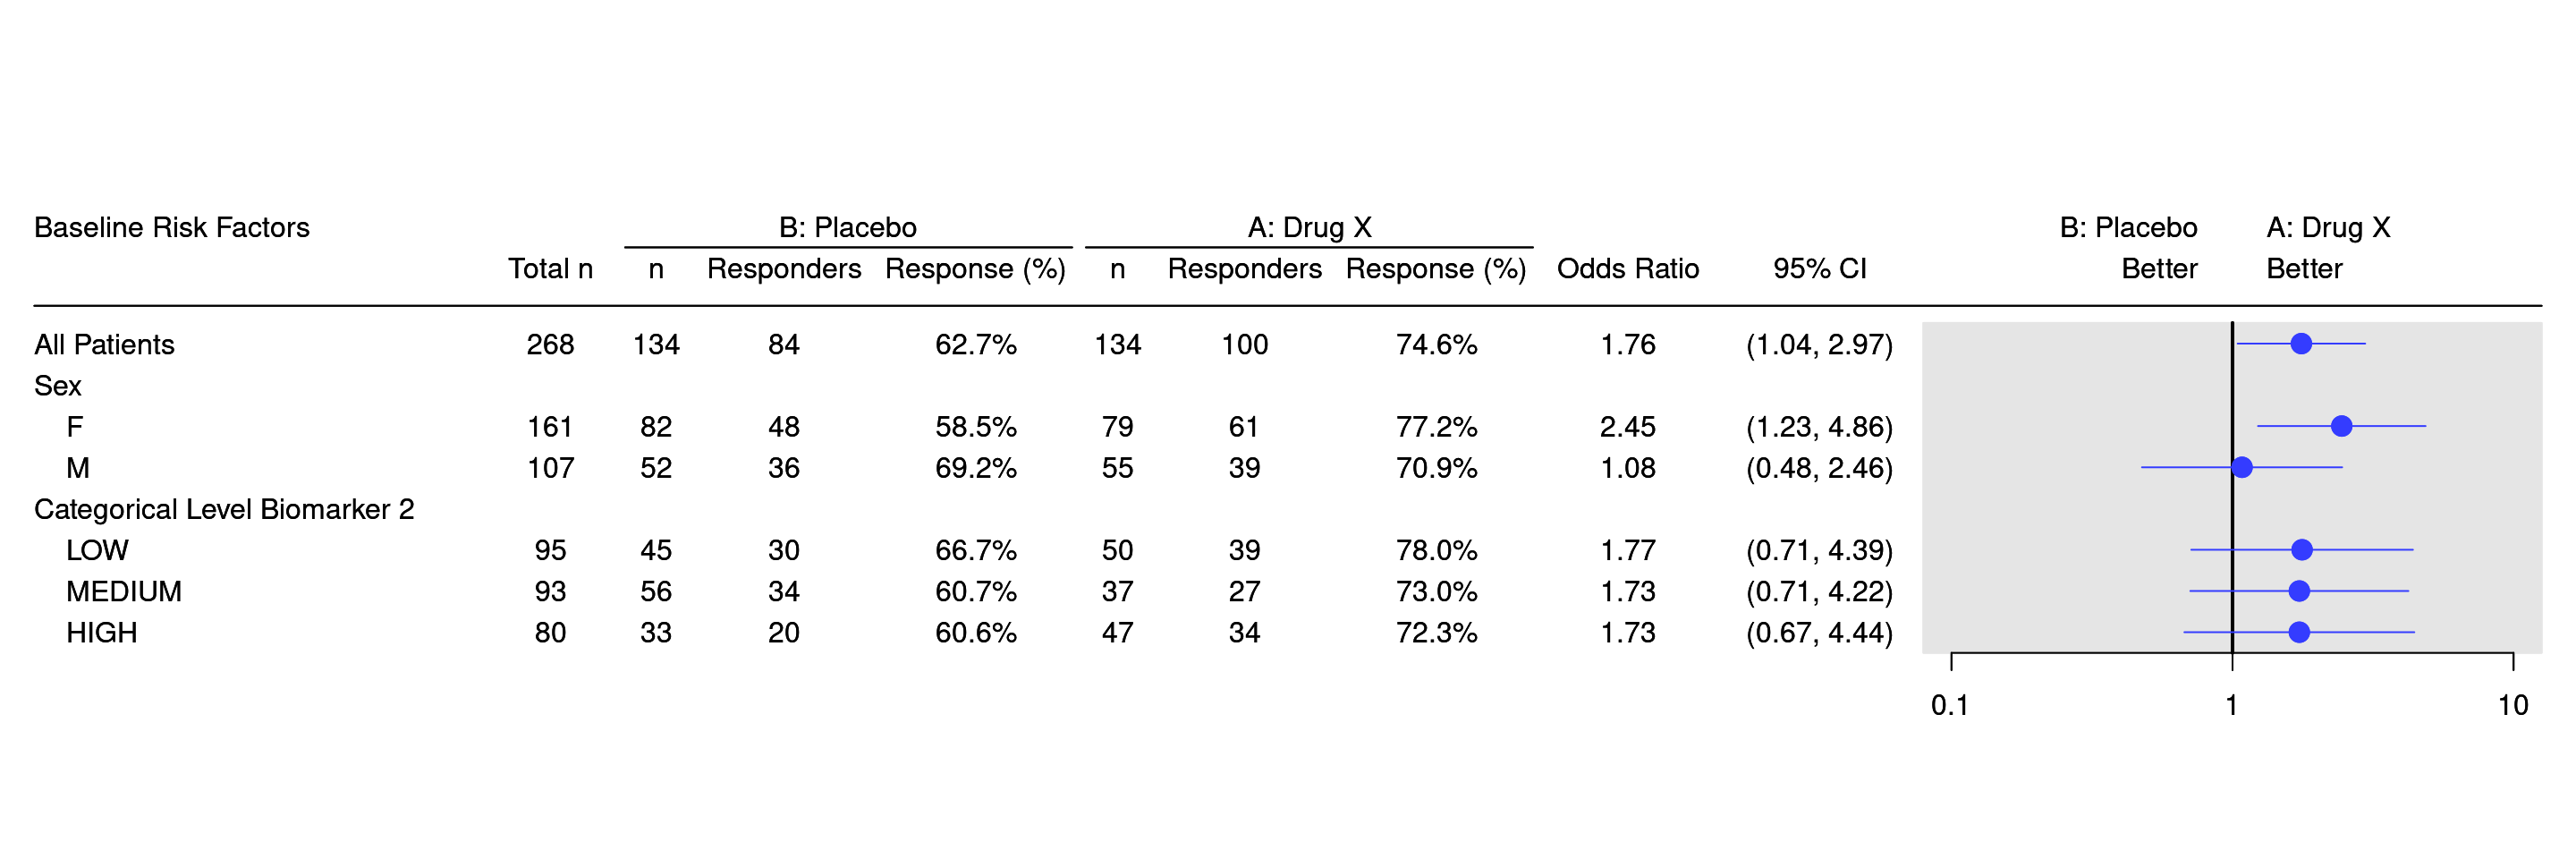 Baseline Risk Factors B: Placebo A: Drug X B: Placebo A: Drug X
Total n n Responders Response (%) n Responders Response (%) Odds Ratio 95% CI Better Better
All Patients 268 134 84 62.7% 134 100 74.6% 1.76 (1.04, 2.97)
Sex
F 161 82 48 58.5% 79 61 77.2% 2.45 (1.23, 4.86)
M 107 52 36 69.2% 55 39 70.9% 1.08 (0.48, 2.46)
Categorical Level Biomarker 2
LOW 95 45 30 66.7% 50 39 78.0% 1.77 (0.71, 4.39)
MEDIUM 93 56 34 60.7% 37 27 73.0% 1.73 (0.71, 4.22)
HIGH 80 33 20 60.6% 47 34 72.3% 1.73 (0.67, 4.44)
0.1 1 10